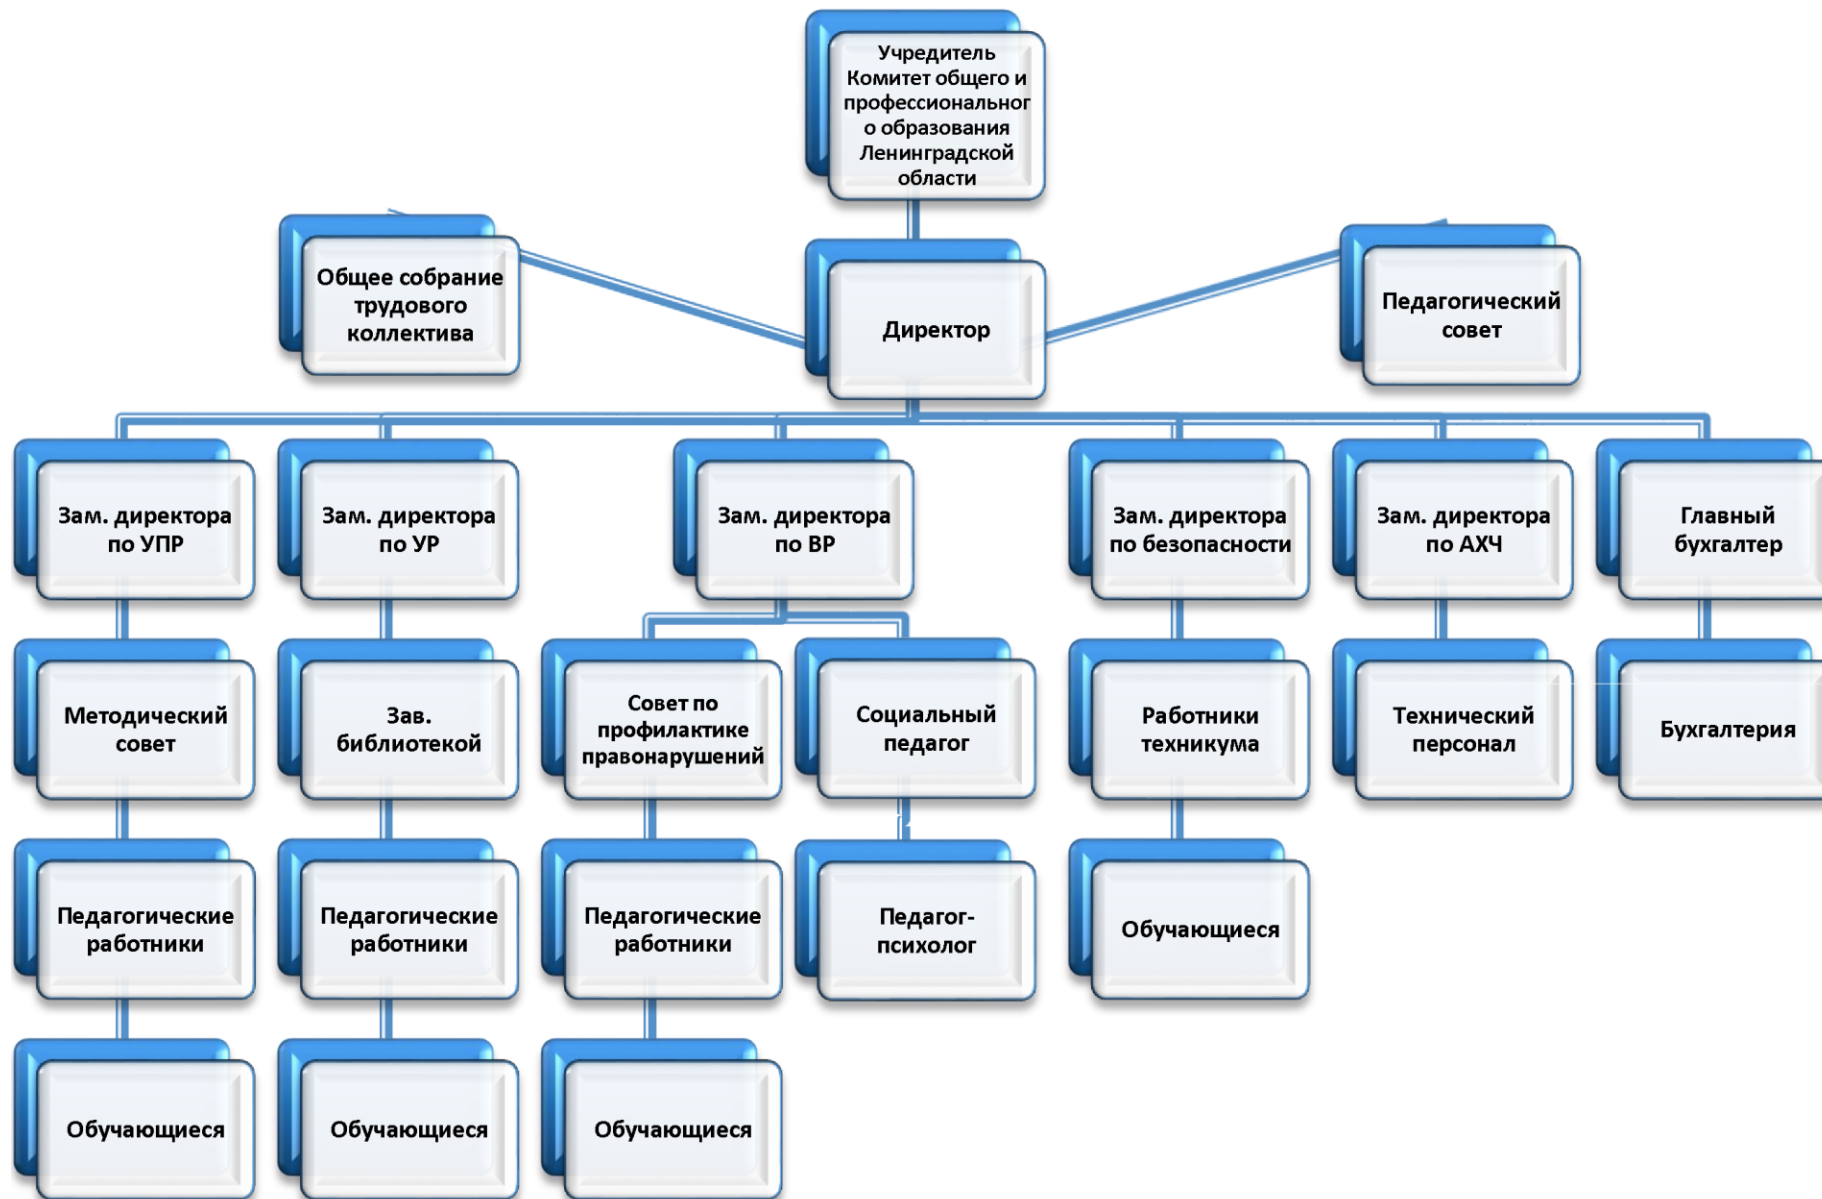 Учредитель
Комитет общего и
профессиональног
о образования
Ленинградской
области
Общее собрание
трудового
коллектива
Директор
Педагогический
совет
Зам. директора
по УПР
Зам. директора
по УР
Зам. директора
по ВР
Зам. директора
по безопасности
Зам. директора
по АХЧ
Главный
бухгалтер
Методический
совет
Зав.
библиотекой
Совет по
профилактике
правонарушений
Социальный
педагог
Работники
техникума
Технический
персонал
Бухгалтерия
Педагогические
работники
Педагогические
работники
Педагогические
работники
Педагог-
психолог
Обучающиеся
Обучающиеся
Обучающиеся
Обучающиеся